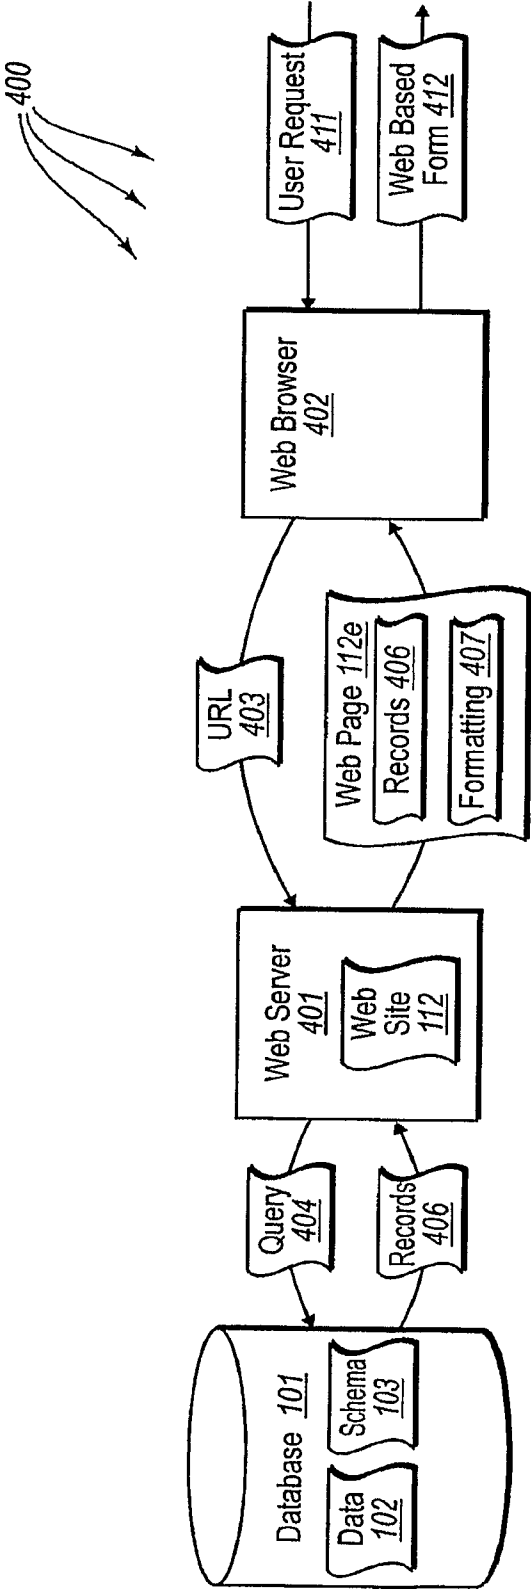 400
User Request
411
Web Based
Form 412
Web Browser
402
URL
403
Web Page 112e
Records 406
Formatting 407
Web Server
401
Web
Site
112
Query
404
Records
406
Database 101
Schema
103
Data
102